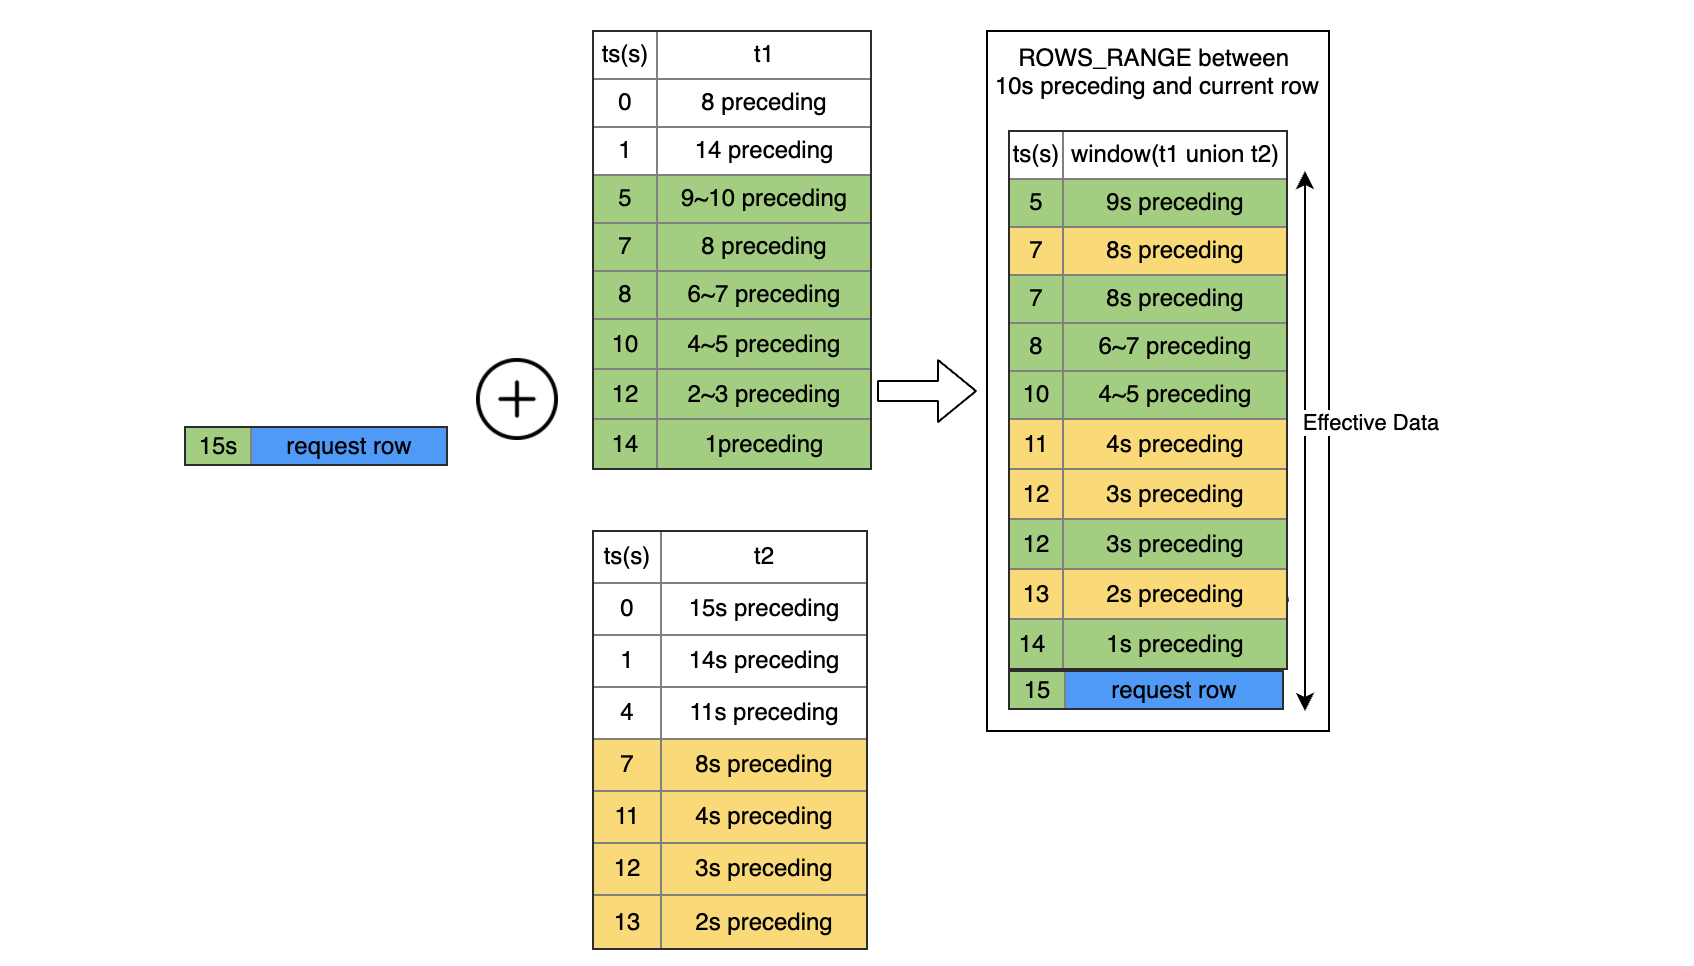 15s request row
ts(s) t1
0 8 preceding
1 14 preceding
5 9~10 preceding
7 8 preceding
8 6~7 preceding
10 4~5 preceding
12 2~3 preceding
14 1preceding
ts(s) t2
0 15s preceding
1 14s preceding
4 11s preceding
7 8s preceding
11 4s preceding
12 3s preceding
13 2s preceding
ROWS_RANGE between
10s preceding and current row
ts(s) window(t1 union t2)
5 9s preceding
7 8s preceding
7 8s preceding
8 6~7 preceding
10 4~5 preceding
11 4s preceding
12 3s preceding
12 3s preceding
13 2s preceding
14 1s preceding
15 request row
Effective Data